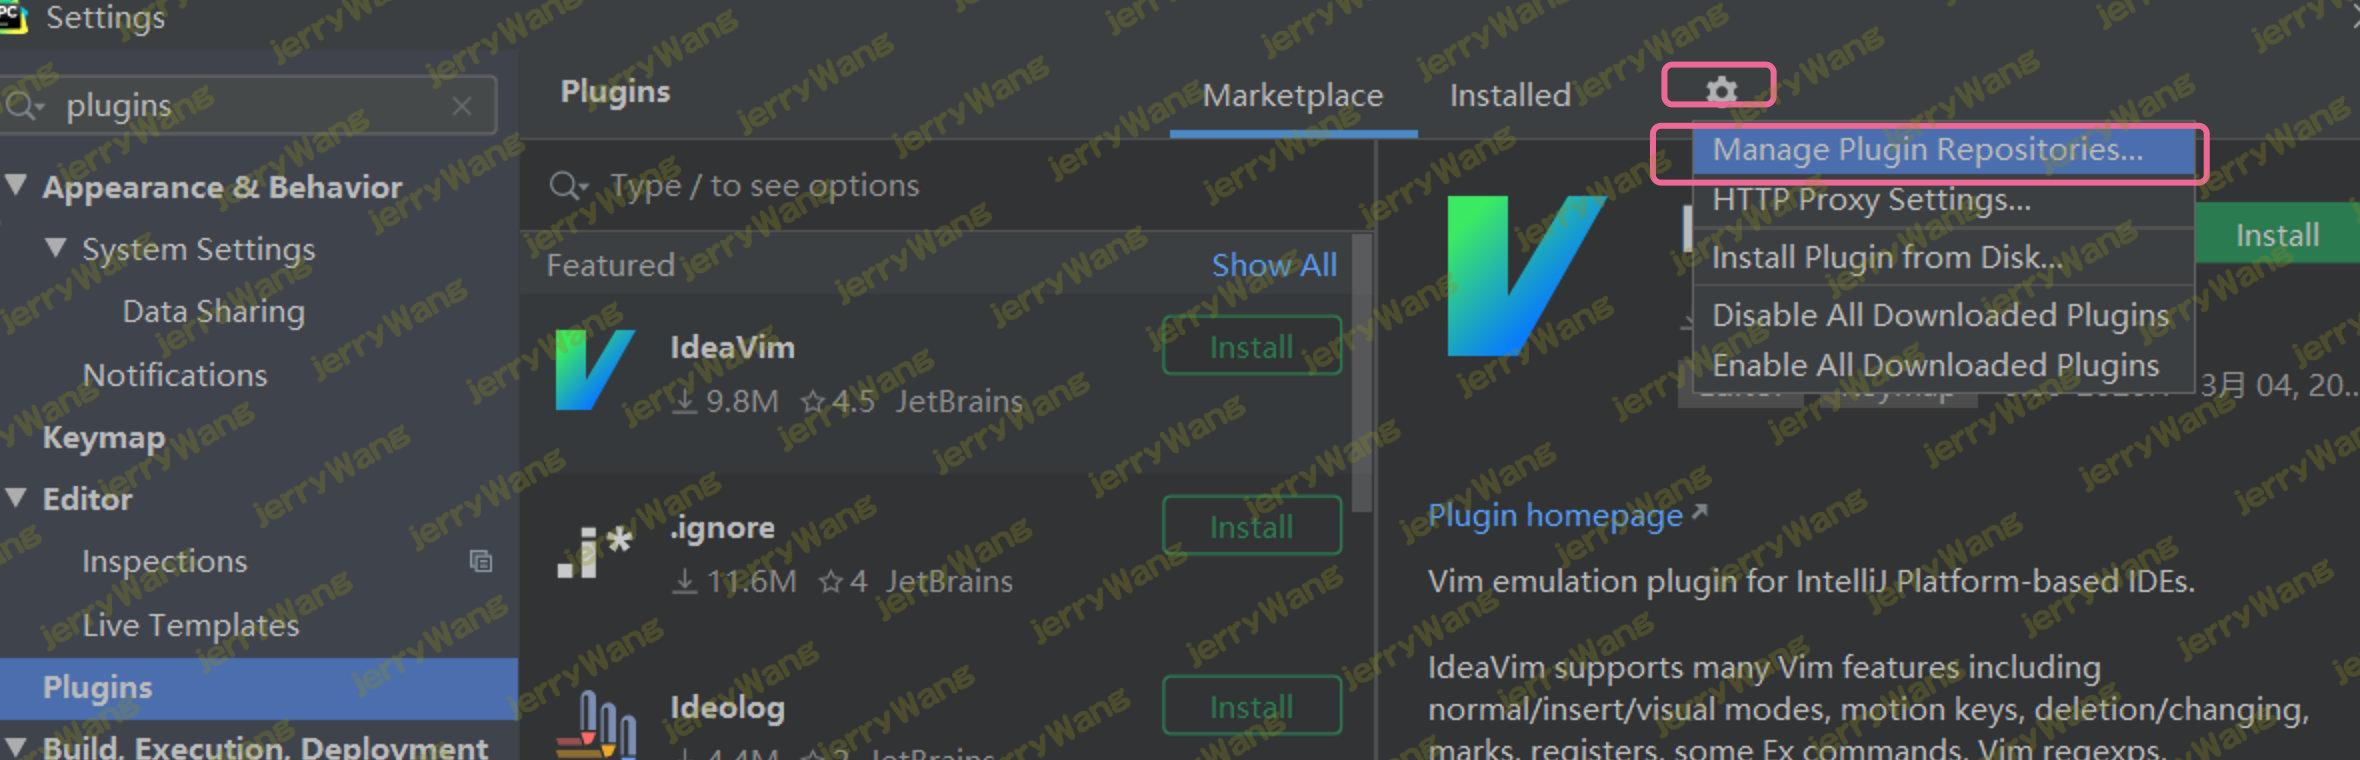 PC Settings
plugins
Appearance & Behavior
System Settings
Data Sharing
Notifications
Keymap
Editor
Inspections
Live Templates
Plugins
Build, Execution, Deployment
Plugins
Marketplace
Installed
Type / to see options
Featured
Show All
IdeaVim
Install
9.8M 4.5 JetBrains
.ignore
Install
11.6M 4 JetBrains
Ideolog
Install
4.4M JetBrains
Manage Plugin Repositories...
HTTP Proxy Settings...
Install Plugin from Disk...
Disable All Downloaded Plugins
Enable All Downloaded Plugins
Install
3月 04, 20..
Plugin homepage
Vim emulation plugin for IntelliJ Platform-based IDEs.
IdeaVim supports many Vim features including
normal/insert/visual modes, motion keys, deletion/changing,
marks, registers, some Ex commands, Vim regexps,
jerryWang